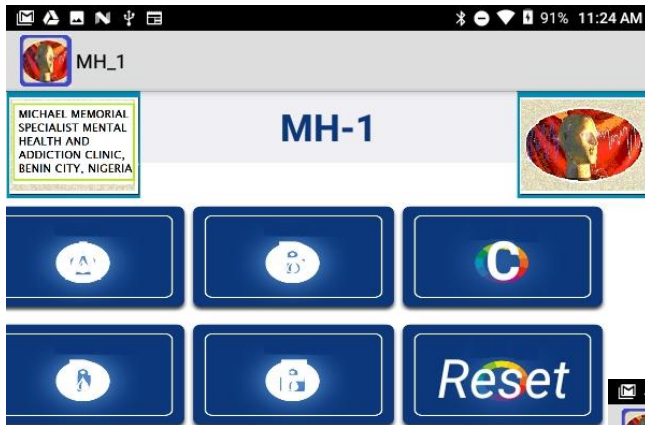 91% 11:24 AM
MH_1
MICHAEL MEMORIAL
SPECIALIST MENTAL
HEALTH AND
ADDICTION CLINIC,
BENIN CITY, NIGERIA
MH-1
C
Reset